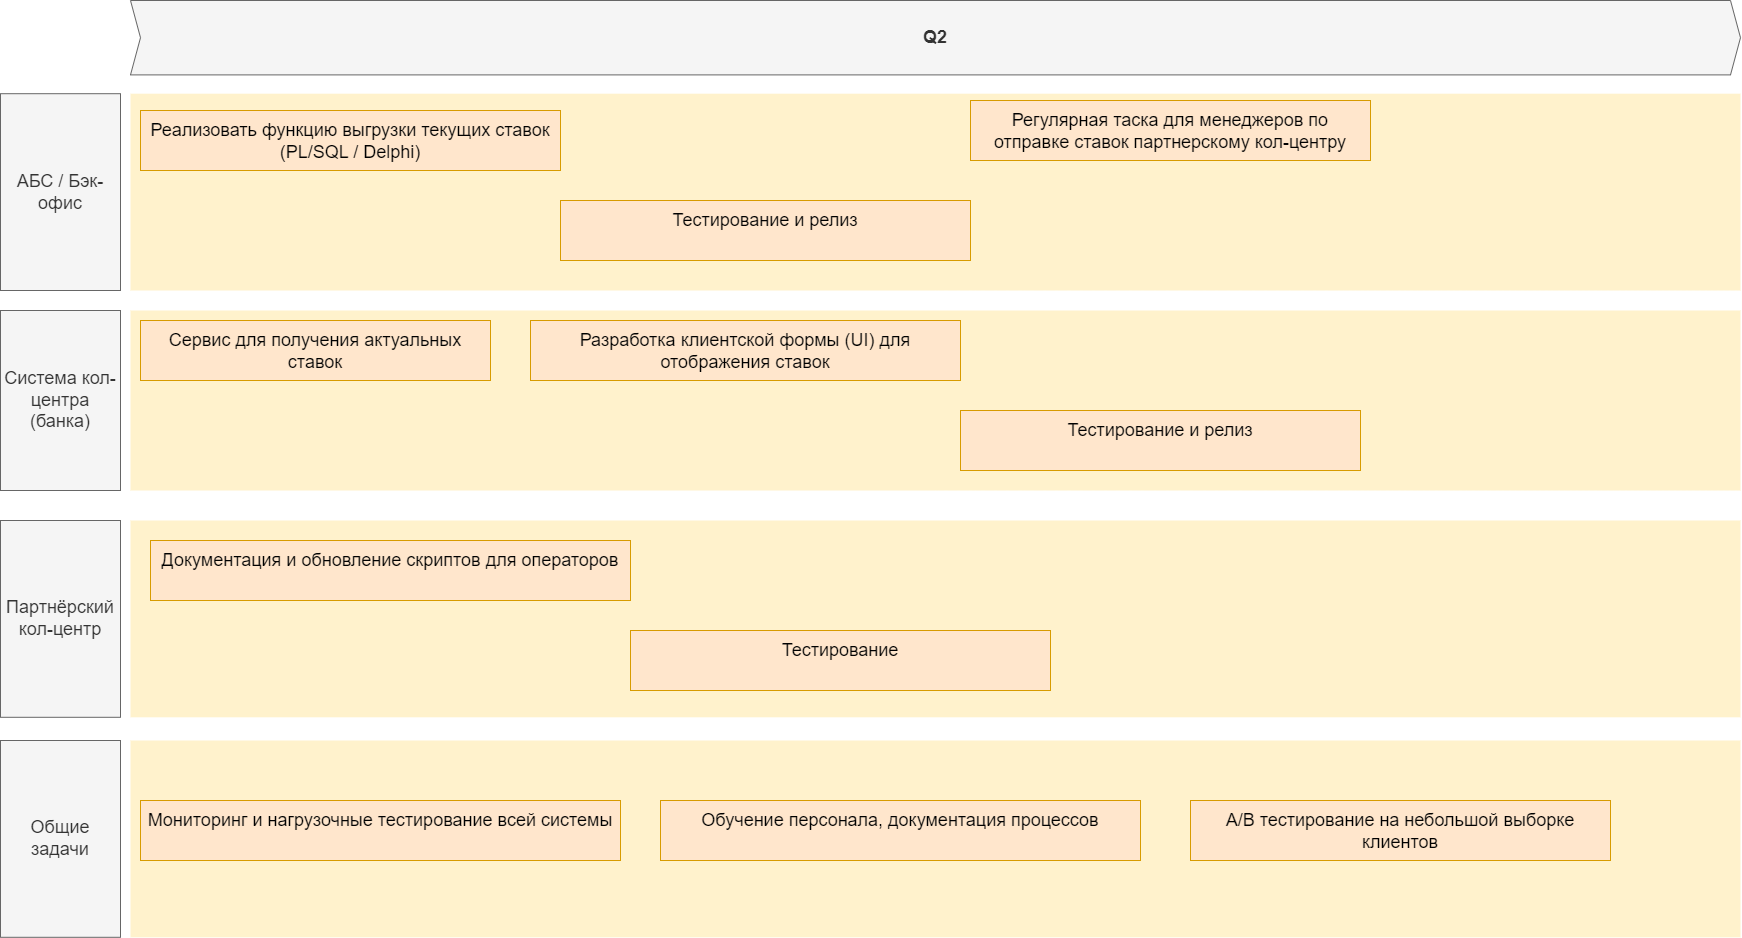 Q2
АБС / Бэк-
офис
Реализовать функцию выгрузки текущих ставок
(PL/SQL / Delphi)
Регулярная таска для менеджеров по
отправке ставок партнерскому кол-центру
Тестирование и релиз
Система кол-
центра
(банка)
Сервис для получения актуальных
ставок
Разработка клиентской формы (UI) для
отображения ставок
Тестирование и релиз
Партнёрский
кол-центр
Документация и обновление скриптов для операторов
Тестирование
Общие
задачи
Мониторинг и нагрузочные тестирование всей системы
Обучение персонала, документация процессов
A/B тестирование на небольшой выборке
клиентов